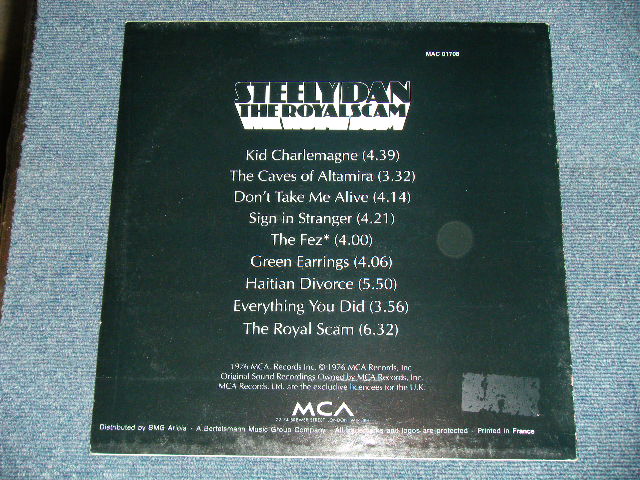 MAC 01708
STEELY DAN
THE ROYAL SCAM
Kid Charlemagne (4.39)
The Caves of Altamira (3.32)
Don't Take Me Alive (4.14)
Sign in Stranger (4.21)
The Fez* (4.00)
Green Earrings (4.06)
Haitian Divorce (5.50)
Everything You Did (3.56)
The Royal Scam (6.32)
1976 MCA. Records Inc. © 1976 MCA Records, Inc
Original Sound Recordings Owned by MCA Records, Inc.
MCA Records. Ltd. are the exclusive licencees for the U.K.
MCA
STREET LONDON
Distributed by BMG Ariola - A Bertelsmann Music Group Company - All trademarks and logos are protected - Printed in France